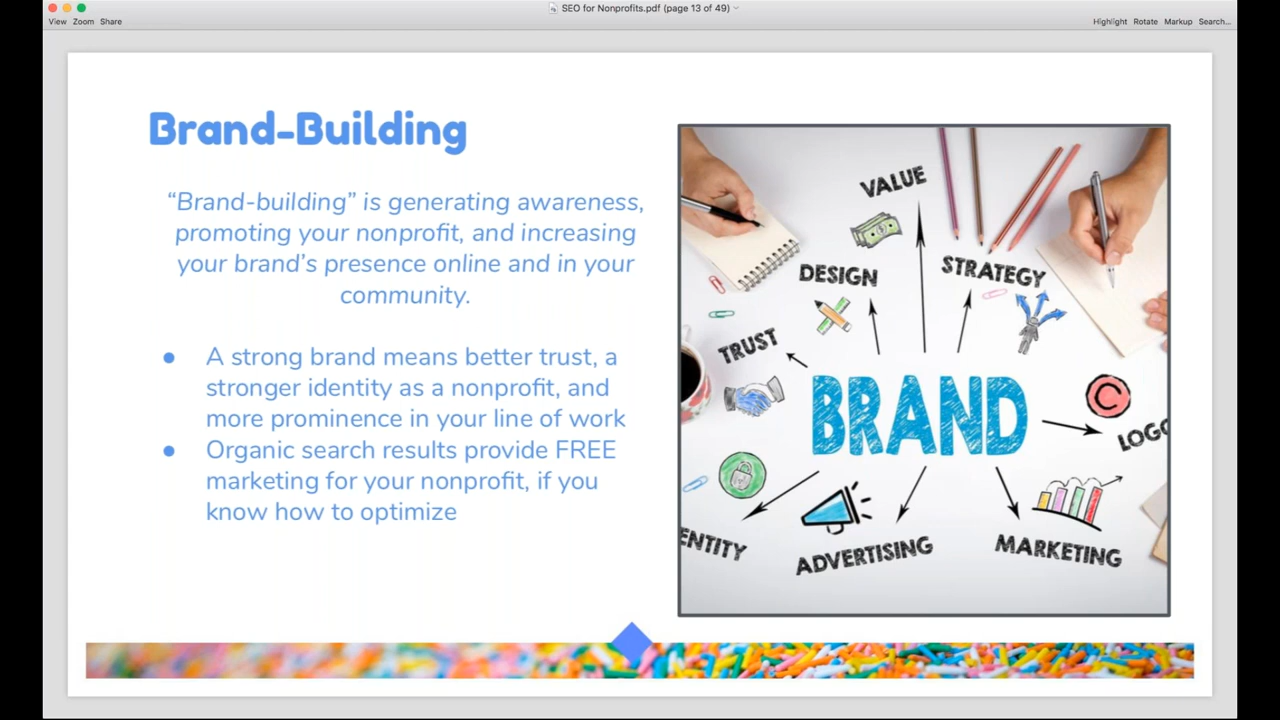 SEO for Nonprofits.pdf (page 13 of 49)
View Zoom Share
Highlight Rotate Markup Search...
Brand-Building
“Brand-building” is generating awareness,
promoting your nonprofit, and increasing
your brand’s presence online and in your
community.
● A strong brand means better trust, a
stronger identity as a nonprofit, and
more prominence in your line of work
● Organic search results provide FREE
marketing for your nonprofit, if you
know how to optimize
VALUE
DESIGN
STRATEGY
TRUST
BRAND
C
LOGO
ENTITY
ADVERTISING
MARKETING